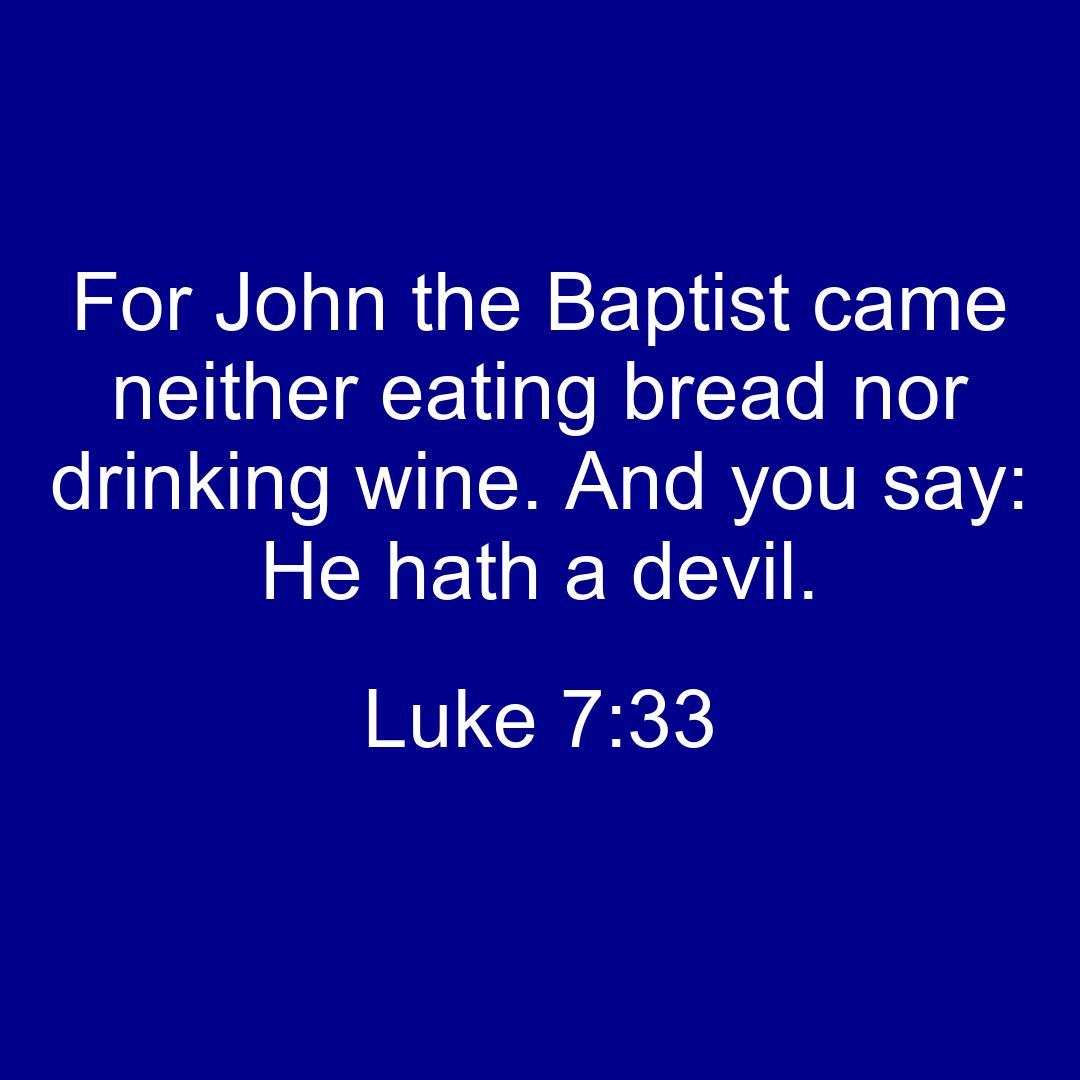 For John the Baptist came
neither eating bread nor
drinking wine. And you say:
He hath a devil.
Luke 7:33